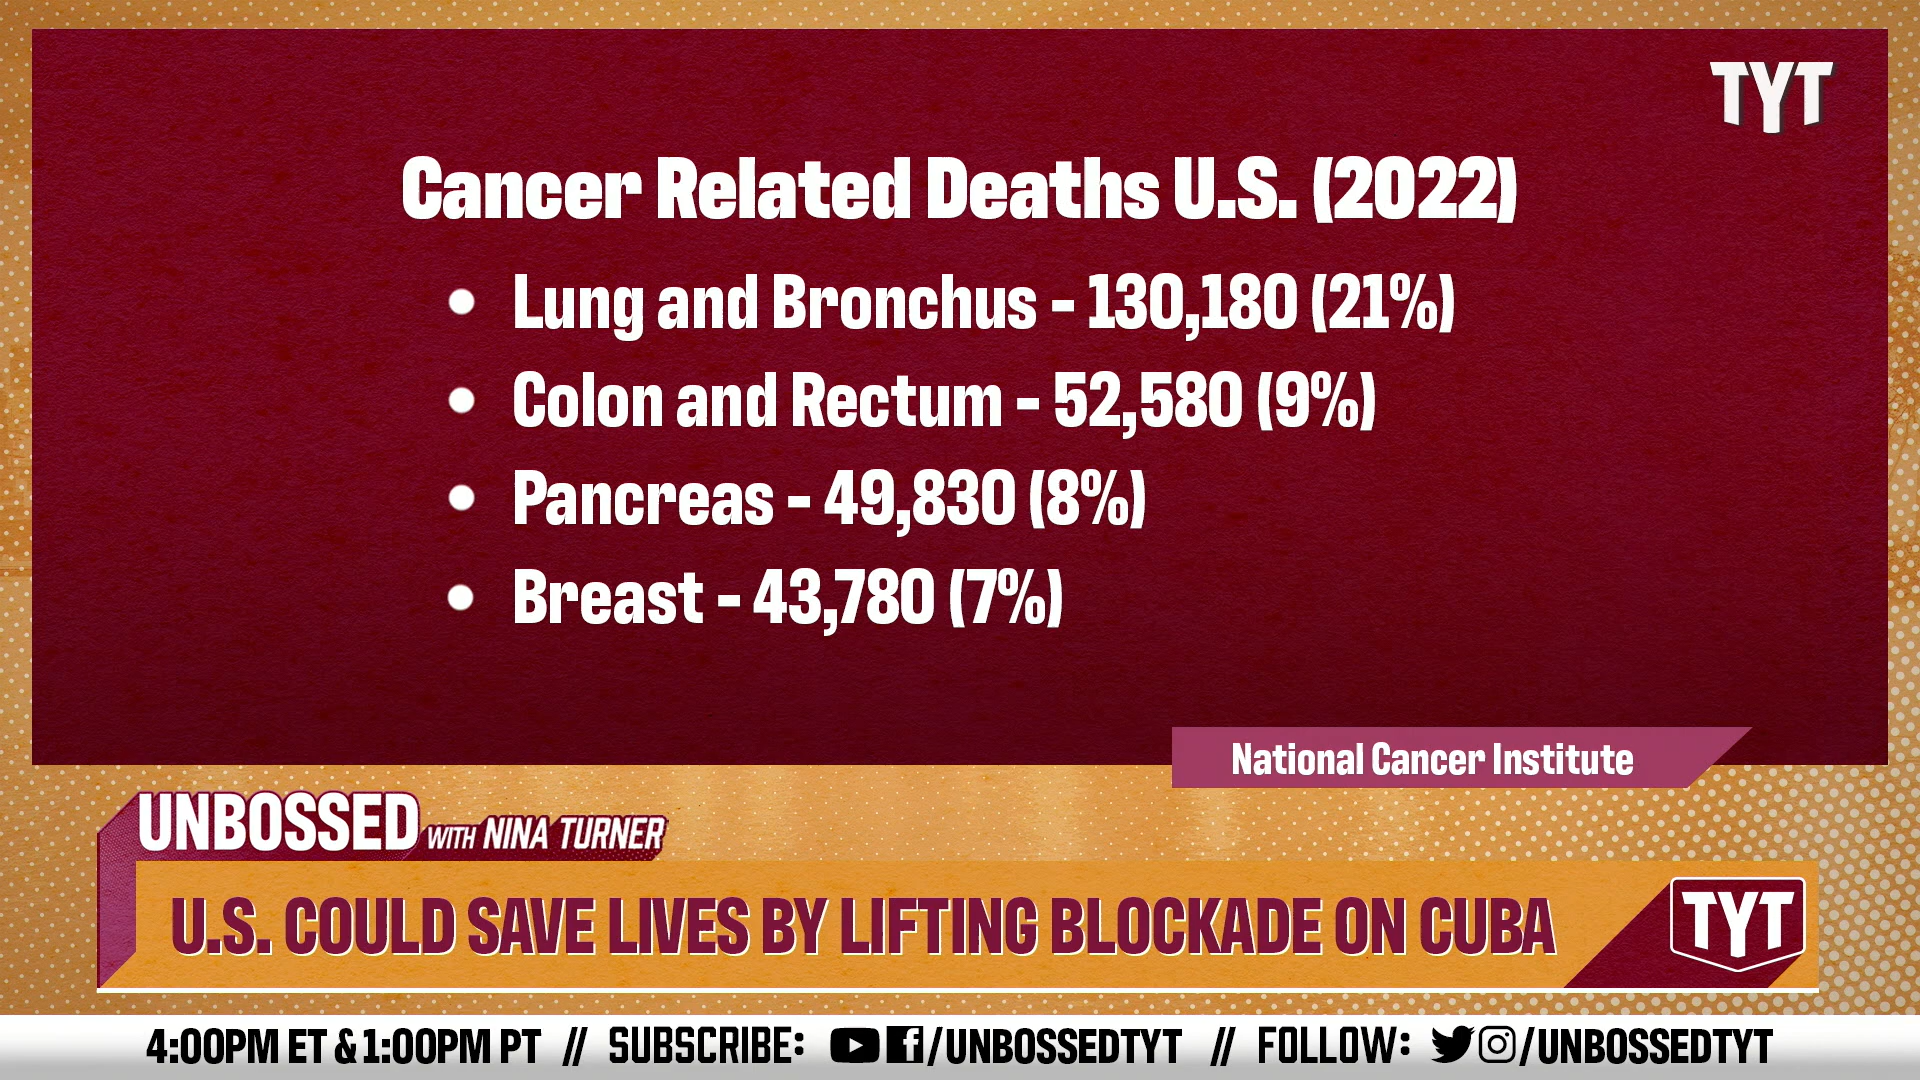 TYT
Cancer Related Deaths U.S. (2022)
• Lung and Bronchus - 130,180 (21%)
• Colon and Rectum - 52,580 (9%)
• Pancreas - 49,830 (8%)
• Breast - 43,780 (7%)
National Cancer Institute
UNBOSSED WITH NINA TURNER
U.S. COULD SAVE LIVES BY LIFTING BLOCKADE ON CUBA
TYT
4:00PM ET & 1:00PM PT // SUBSCRIBE: /UNBOSSEDTYT // FOLLOW: /UNBOSSEDTYT